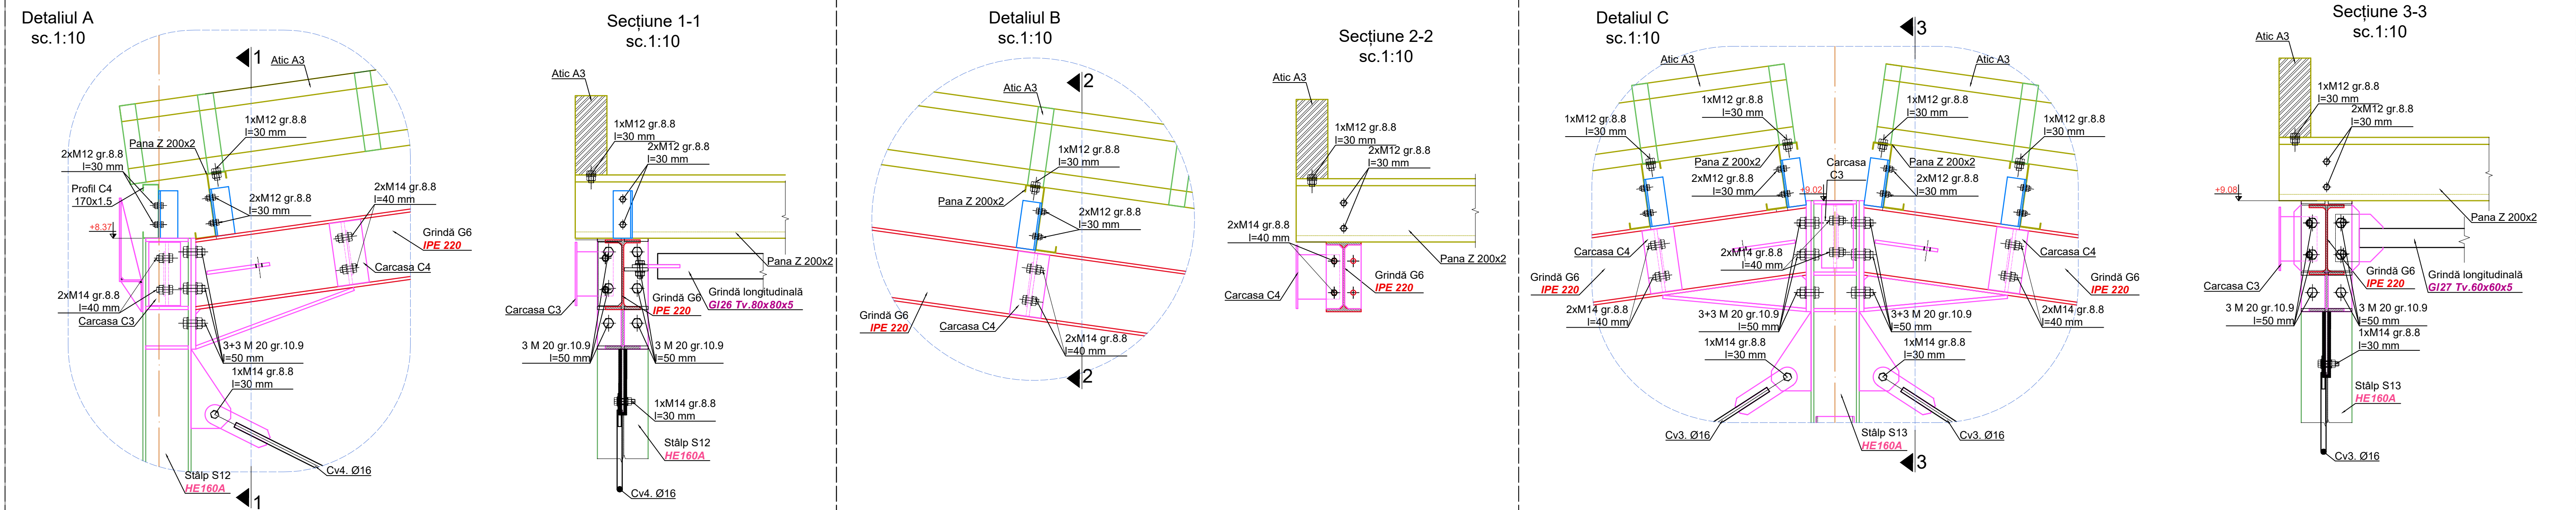 Detaliul A
sc.1:10
1
Atic A3
1xM12 gr.8.8
l=30 mm
Pana Z 200x2
2xM12 gr.8.8
l=30 mm
Profil C4
170x1.5
2xM12 gr.8.8
l=30 mm
2xM14 gr.8.8
l=40 mm
+8.37
Grindă G6
IPE 220
Carcasa C4
2xM14 gr.8.8
l=40 mm
Carcasa C3
3+3 M 20 gr.10.9
l=50 mm
1xM14 gr.8.8
l=30 mm
Cv4. Ø16
Stâlp S12
HE160A
1
Secțiune 1-1
sc.1:10
Atic A3
1xM12 gr.8.8
l=30 mm
2xM12 gr.8.8
l=30 mm
Pana Z 200x2
Grindă longitudinală
GI26 Tv.80x80x5
Grindă G6
IPE 220
Carcasa C3
3 M 20 gr.10.9
l=50 mm
3 M 20 gr.10.9
l=50 mm
1xM14 gr.8.8
l=30 mm
Stâlp S12
HE160A
Cv4. Ø16
Detaliul B
sc.1:10
2
Atic A3
1xM12 gr.8.8
l=30 mm
Pana Z 200x2
2xM12 gr.8.8
l=30 mm
Grindă G6
IPE 220
Carcasa C4
2xM14 gr.8.8
l=40 mm
2
Secțiune 2-2
sc.1:10
Atic A3
1xM12 gr.8.8
l=30 mm
2xM12 gr.8.8
l=30 mm
2xM14 gr.8.8
l=40 mm
Pana Z 200x2
Grindă G6
IPE 220
Carcasa C4
Detaliul C
sc.1:10
3
Atic A3
Atic A3
1xM12 gr.8.8
l=30 mm
1xM12 gr.8.8
l=30 mm
1xM12 gr.8.8
l=30 mm
1xM12 gr.8.8
l=30 mm
Pana Z 200x2
Carcasa
C3
Pana Z 200x2
2xM12 gr.8.8
l=30 mm
+9.02
2xM12 gr.8.8
l=30 mm
Carcasa C4
2xM14 gr.8.8
l=40 mm
Carcasa C4
Grindă G6
IPE 220
Grindă G6
IPE 220
2xM14 gr.8.8
l=40 mm
3+3 M 20 gr.10.9
l=50 mm
3+3 M 20 gr.10.9
l=50 mm
2xM14 gr.8.8
l=40 mm
1xM14 gr.8.8
l=30 mm
1xM14 gr.8.8
l=30 mm
Cv3. Ø16
Stâlp S13
HE160A
Cv3. Ø16
3
Secțiune 3-3
sc.1:10
Atic A3
1xM12 gr.8.8
l=30 mm
2xM12 gr.8.8
l=30 mm
+9.08
Pana Z 200x2
Grindă G6
IPE 220
Grindă longitudinală
GI27 Tv.60x60x5
Carcasa C3
3 M 20 gr.10.9
l=50 mm
3 M 20 gr.10.9
l=50 mm
1xM14 gr.8.8
l=30 mm
Stâlp S13
HE160A
Cv3. Ø16